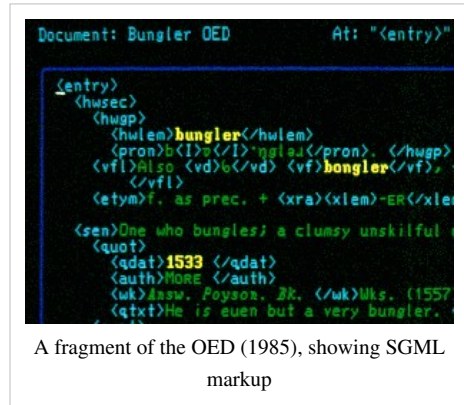 Document: Bungler OED At: "<entry>"
<entry>
<hwsec>
<hwgp>
<hwlem>bungler</hwlem>
<pron>b<I>ʌ</I>·ŋgləɹ</pron>. </hwgp>
<vfl>Also <vd>6</vd> <vf>bongler</vf>,
</vfl>
<etym>f. as prec. + <xra><xlem>-ER</xlem
<sen>One who bungles; a clumsy unskilful
<quot>
<qdat>1533 </qdat>
<auth>MORE </auth>
<wk>Answ. Poyson. Bk. </wk>Wks. (1557
<qtxt>He is euen but a very bungler.
A fragment of the OED (1985), showing SGML
markup